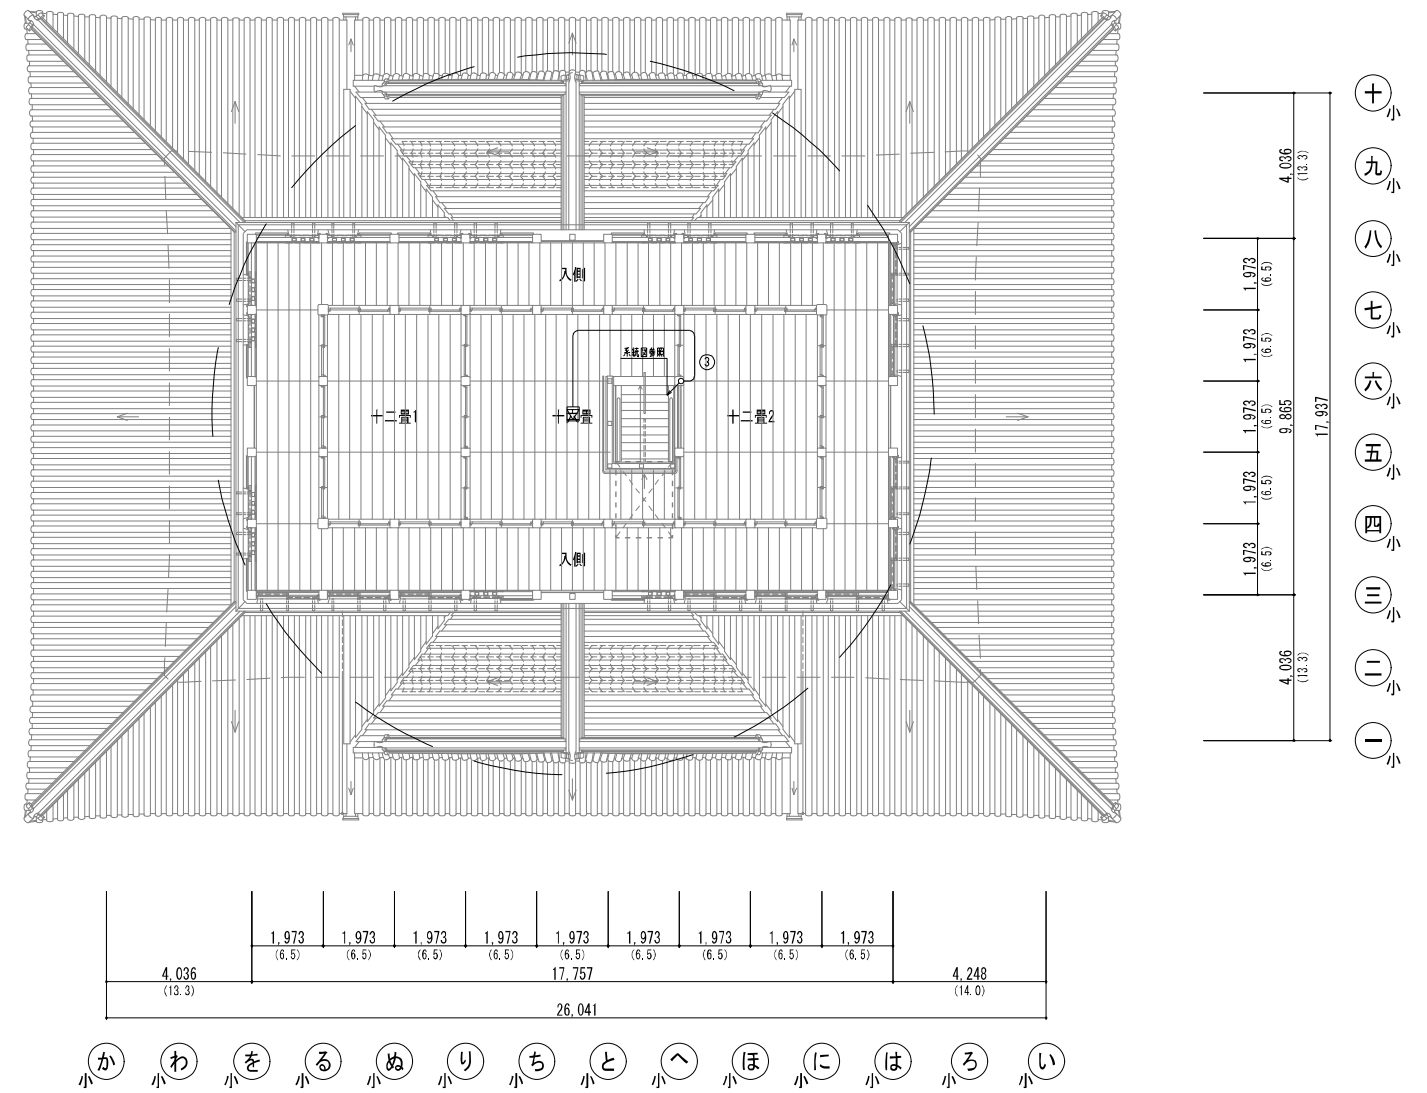 入側
系統図参照
③
十二畳1
畳
十二畳2
入側
十
小
九
小
八
小
七
小
六
小
五
小
四
小
三
小
二
小
一
小
4,036
(13.3)
1,973
(6.5)
1,973
(6.5)
1,973
(6.5)
1,973
(6.5)
1,973
(6.5)
9,865
17,937
4,036
(13.3)
1,973 1,973 1,973 1,973 1,973 1,973 1,973 1,973 1,973
(6.5) (6.5) (6.5) (6.5) (6.5) (6.5) (6.5) (6.5) (6.5)
4,036 17,757 4,248
(13.3) (14.0)
26,041
か わ を る ぬ り ち と へ ほ に は ろ い
小 小 小 小 小 小 小 小 小 小 小 小 小 小